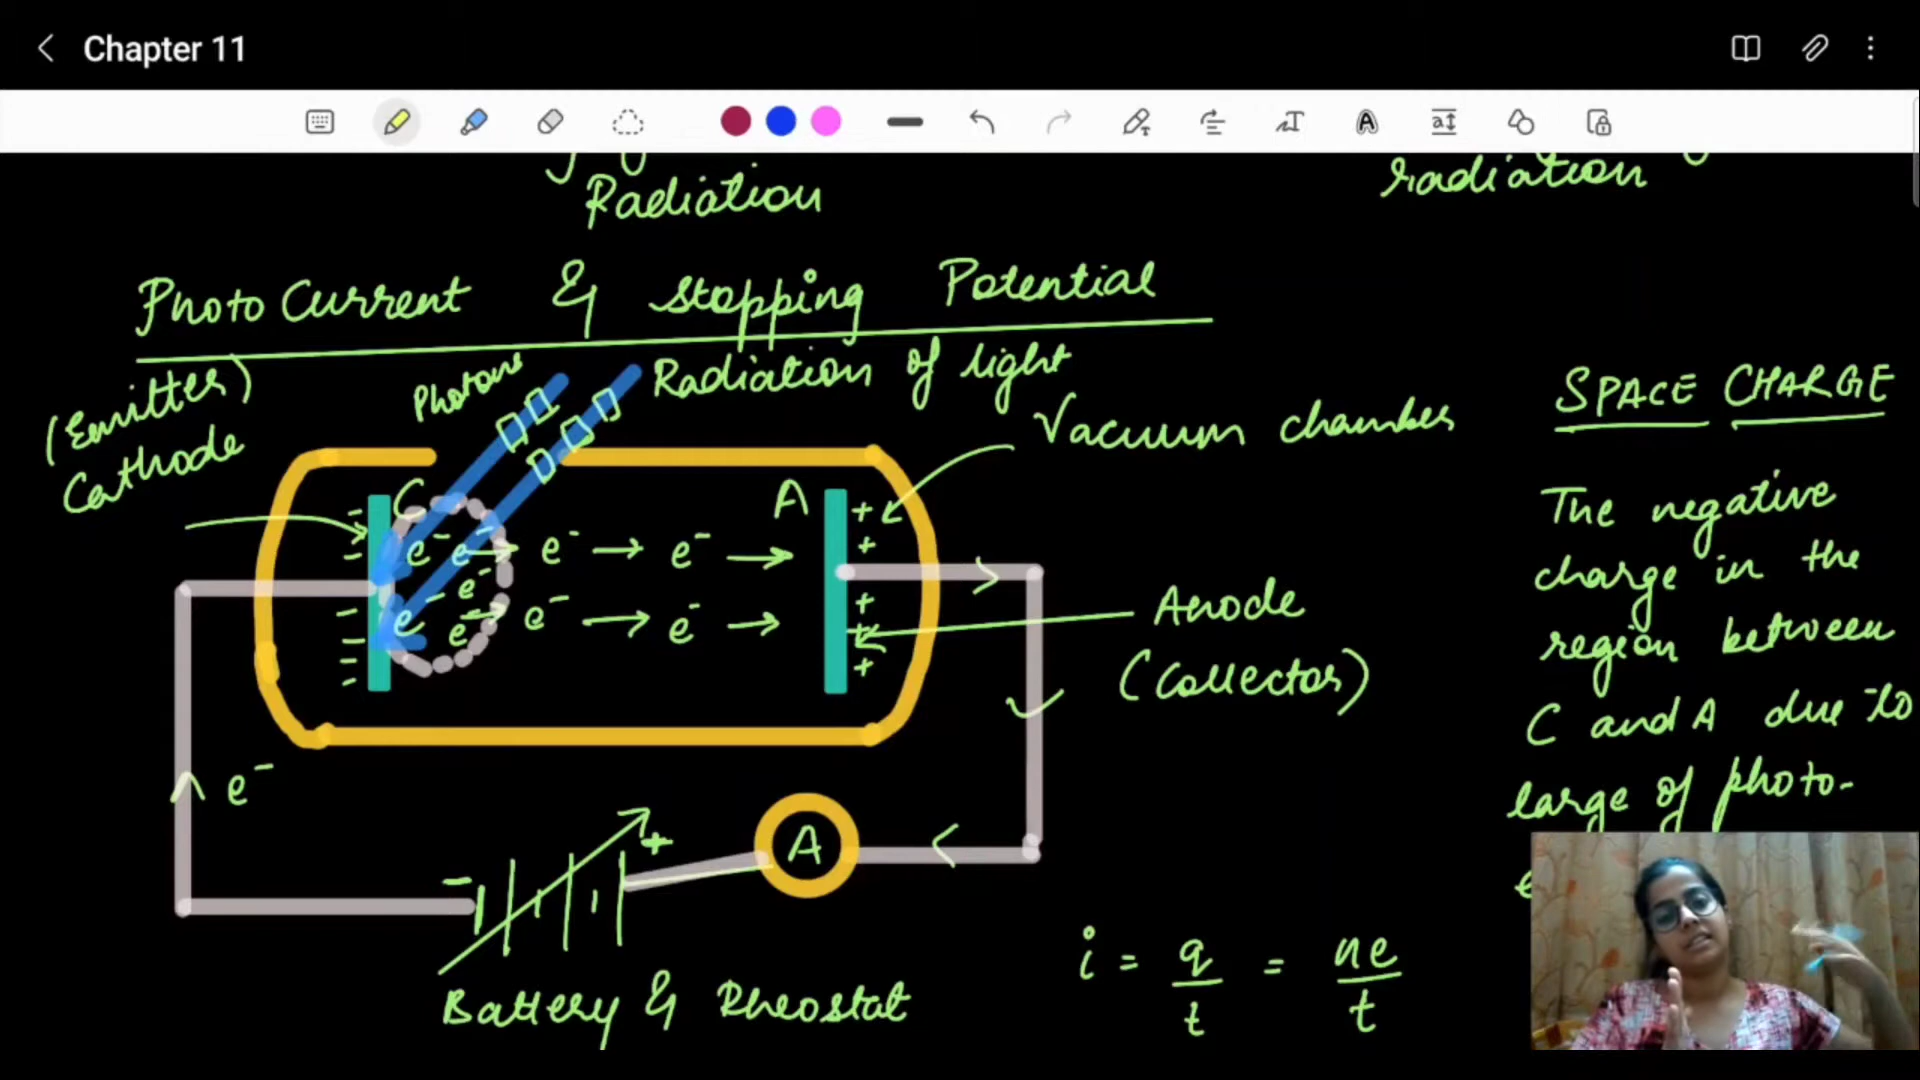 Chapter 11
Radiation
radiation
Photo Current & Stopping Potential
(Emitter)
Cathode
Photons
Radiation of light
Vacuum chamber
SPACE CHARGE
The negative
charge in the
region between
C and A due to
large of photo-
C
A
- + 
- +
e⁻ e⁻ → e⁻ → e⁻ →
e⁻
- +
e⁻ e⁻ → e⁻ → e⁻ →
- +
- +
-
Anode
(Collector)
e⁻
- +
A
Battery & Rheostat
i = q/t = ne/t